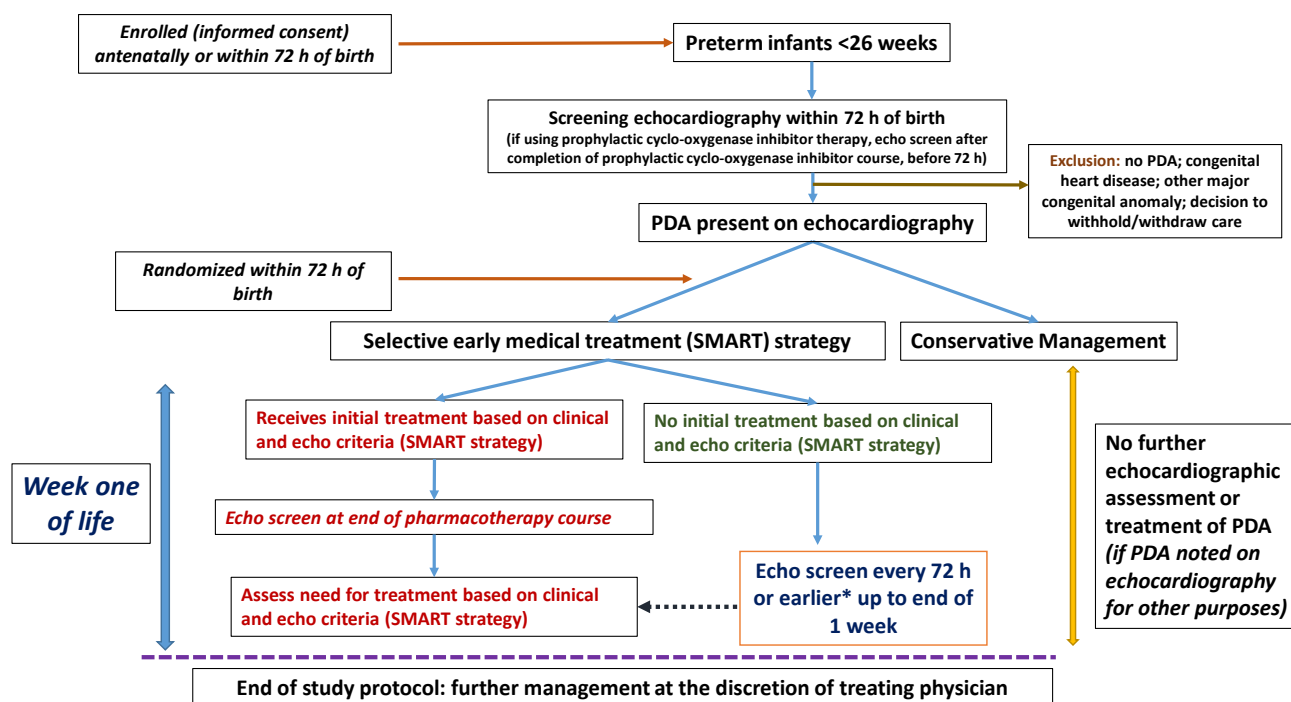 Enrolled (informed consent)
antenatally or within 72 h of birth
Preterm infants <26 weeks
Screening echocardiography within 72 h of birth
(if using prophylactic cyclo-oxygenase inhibitor therapy, echo screen after
completion of prophylactic cyclo-oxygenase inhibitor course, before 72 h)
Exclusion: no PDA; congenital
heart disease; other major
congenital anomaly; decision to
withhold/withdraw care
PDA present on echocardiography
Randomized within 72 h of
birth
Selective early medical treatment (SMART) strategy
Conservative Management
Receives initial treatment based on clinical
and echo criteria (SMART strategy)
No initial treatment based on clinical
and echo criteria (SMART strategy)
Week one
of life
Echo screen at end of pharmacotherapy course
Assess need for treatment based on clinical
and echo criteria (SMART strategy)
Echo screen every 72 h
or earlier* up to end of
1 week
No further
echocardiographic
assessment or
treatment of PDA
(if PDA noted on
echocardiography
for other purposes)
End of study protocol: further management at the discretion of treating physician